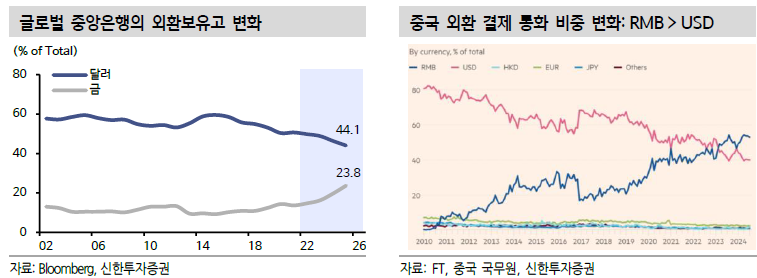 글로벌 중앙은행의 외환보유고 변화
(% of Total)
80
60
40
20
0
달러
금
44.1
23.8
02 06 10 14 18 22 26
자료: Bloomberg, 신한투자증권
중국 외환 결제 통화 비중 변화: RMB > USD
By currency, % of total
RMB USD HKD EUR JPY Others
80
60
40
20
2010 2011 2012 2013 2014 2015 2016 2017 2018 2019 2020 2021 2022 2023 2024
자료: FT, 중국 국무원, 신한투자증권